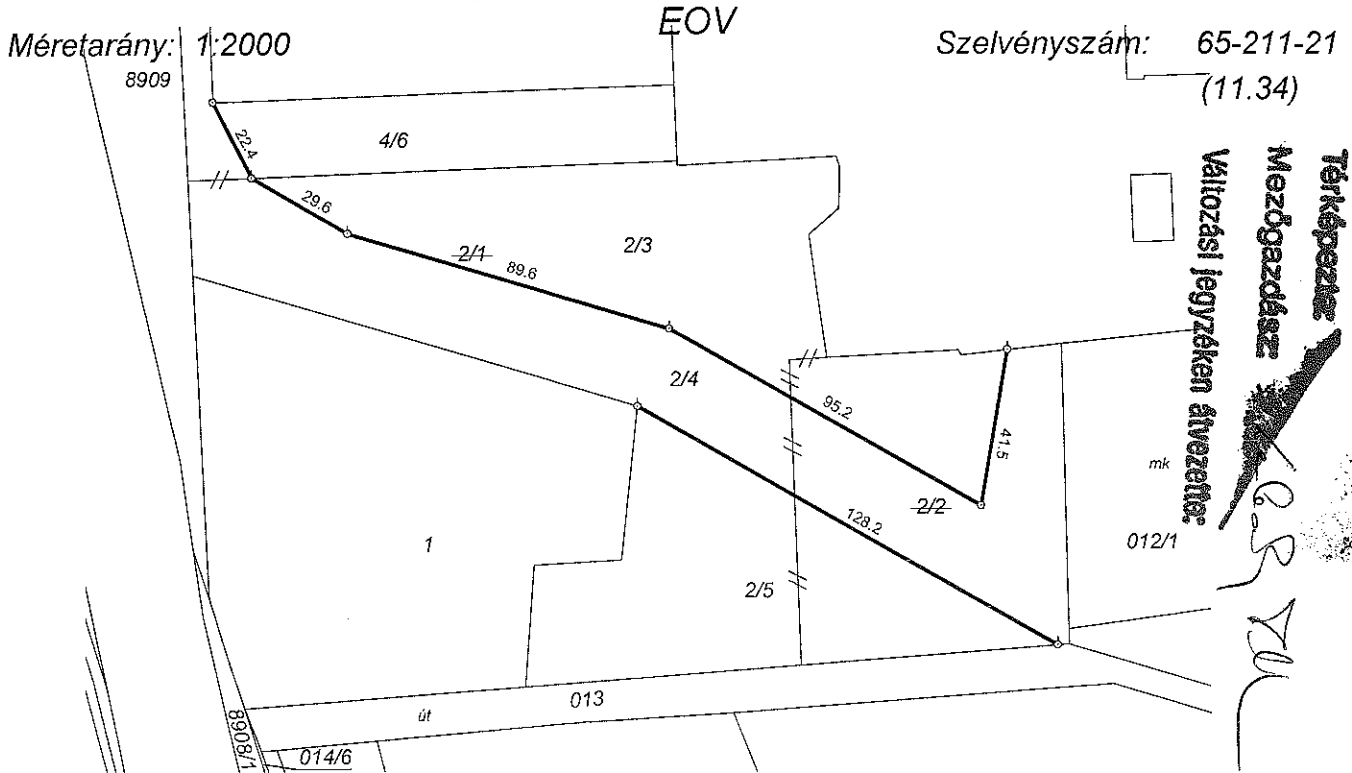 EOV
Méretarány: 1:2000
Szelvényszám: 65-211-21
(11.34)
8909
22.4
4/6
29.6
2/1
89.6
2/3
2/4
95.2
41.5
mk
2/2
128.2
012/1
1
2/5
013
út
8908/1
014/6
Térképeztár
Mezőgazdász
Változási jegyzéken átvezette: